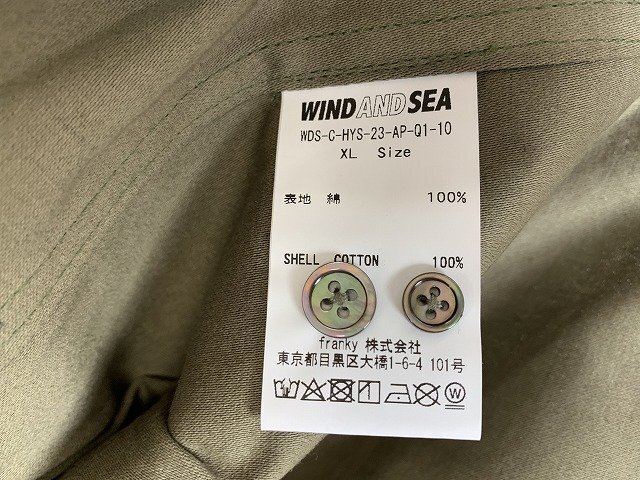 WINDANDSEA
WDS-C-HYS-23-AP-Q1-10
XL Size
表地 綿 100%
SHELL COTTON 100%
franky 株式会社
東京都目黒区大橋1-6-4 101号
W